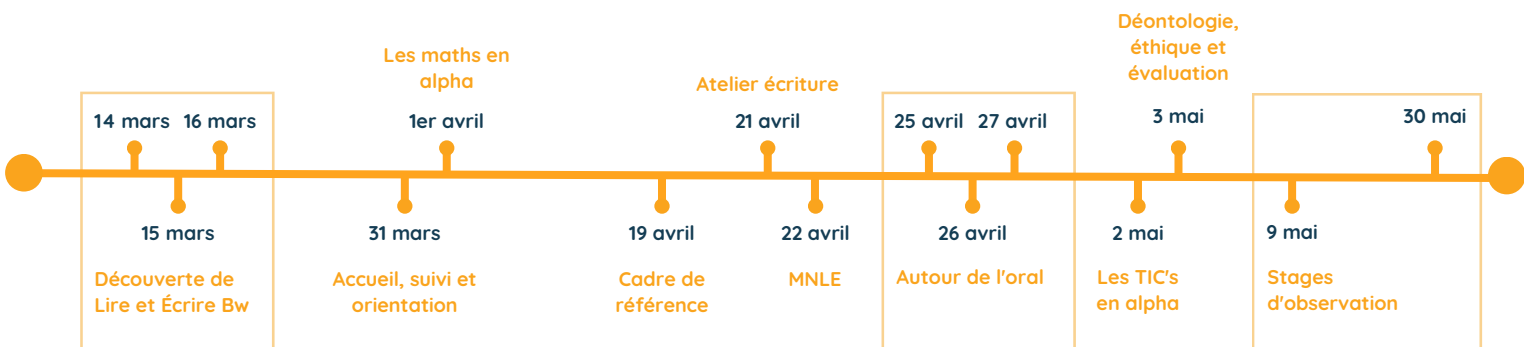 14 mars
16 mars
15 mars
Découverte de
Lire et Écrire Bw
Les maths en
alpha
1er avril
31 mars
Accueil, suivi et
orientation
19 avril
Cadre de
référence
Atelier écriture
21 avril
22 avril
MNLE
25 avril
27 avril
26 avril
Autour de l'oral
Déontologie,
éthique et
évaluation
3 mai
2 mai
Les TIC's
en alpha
30 mai
9 mai
Stages
d'observation